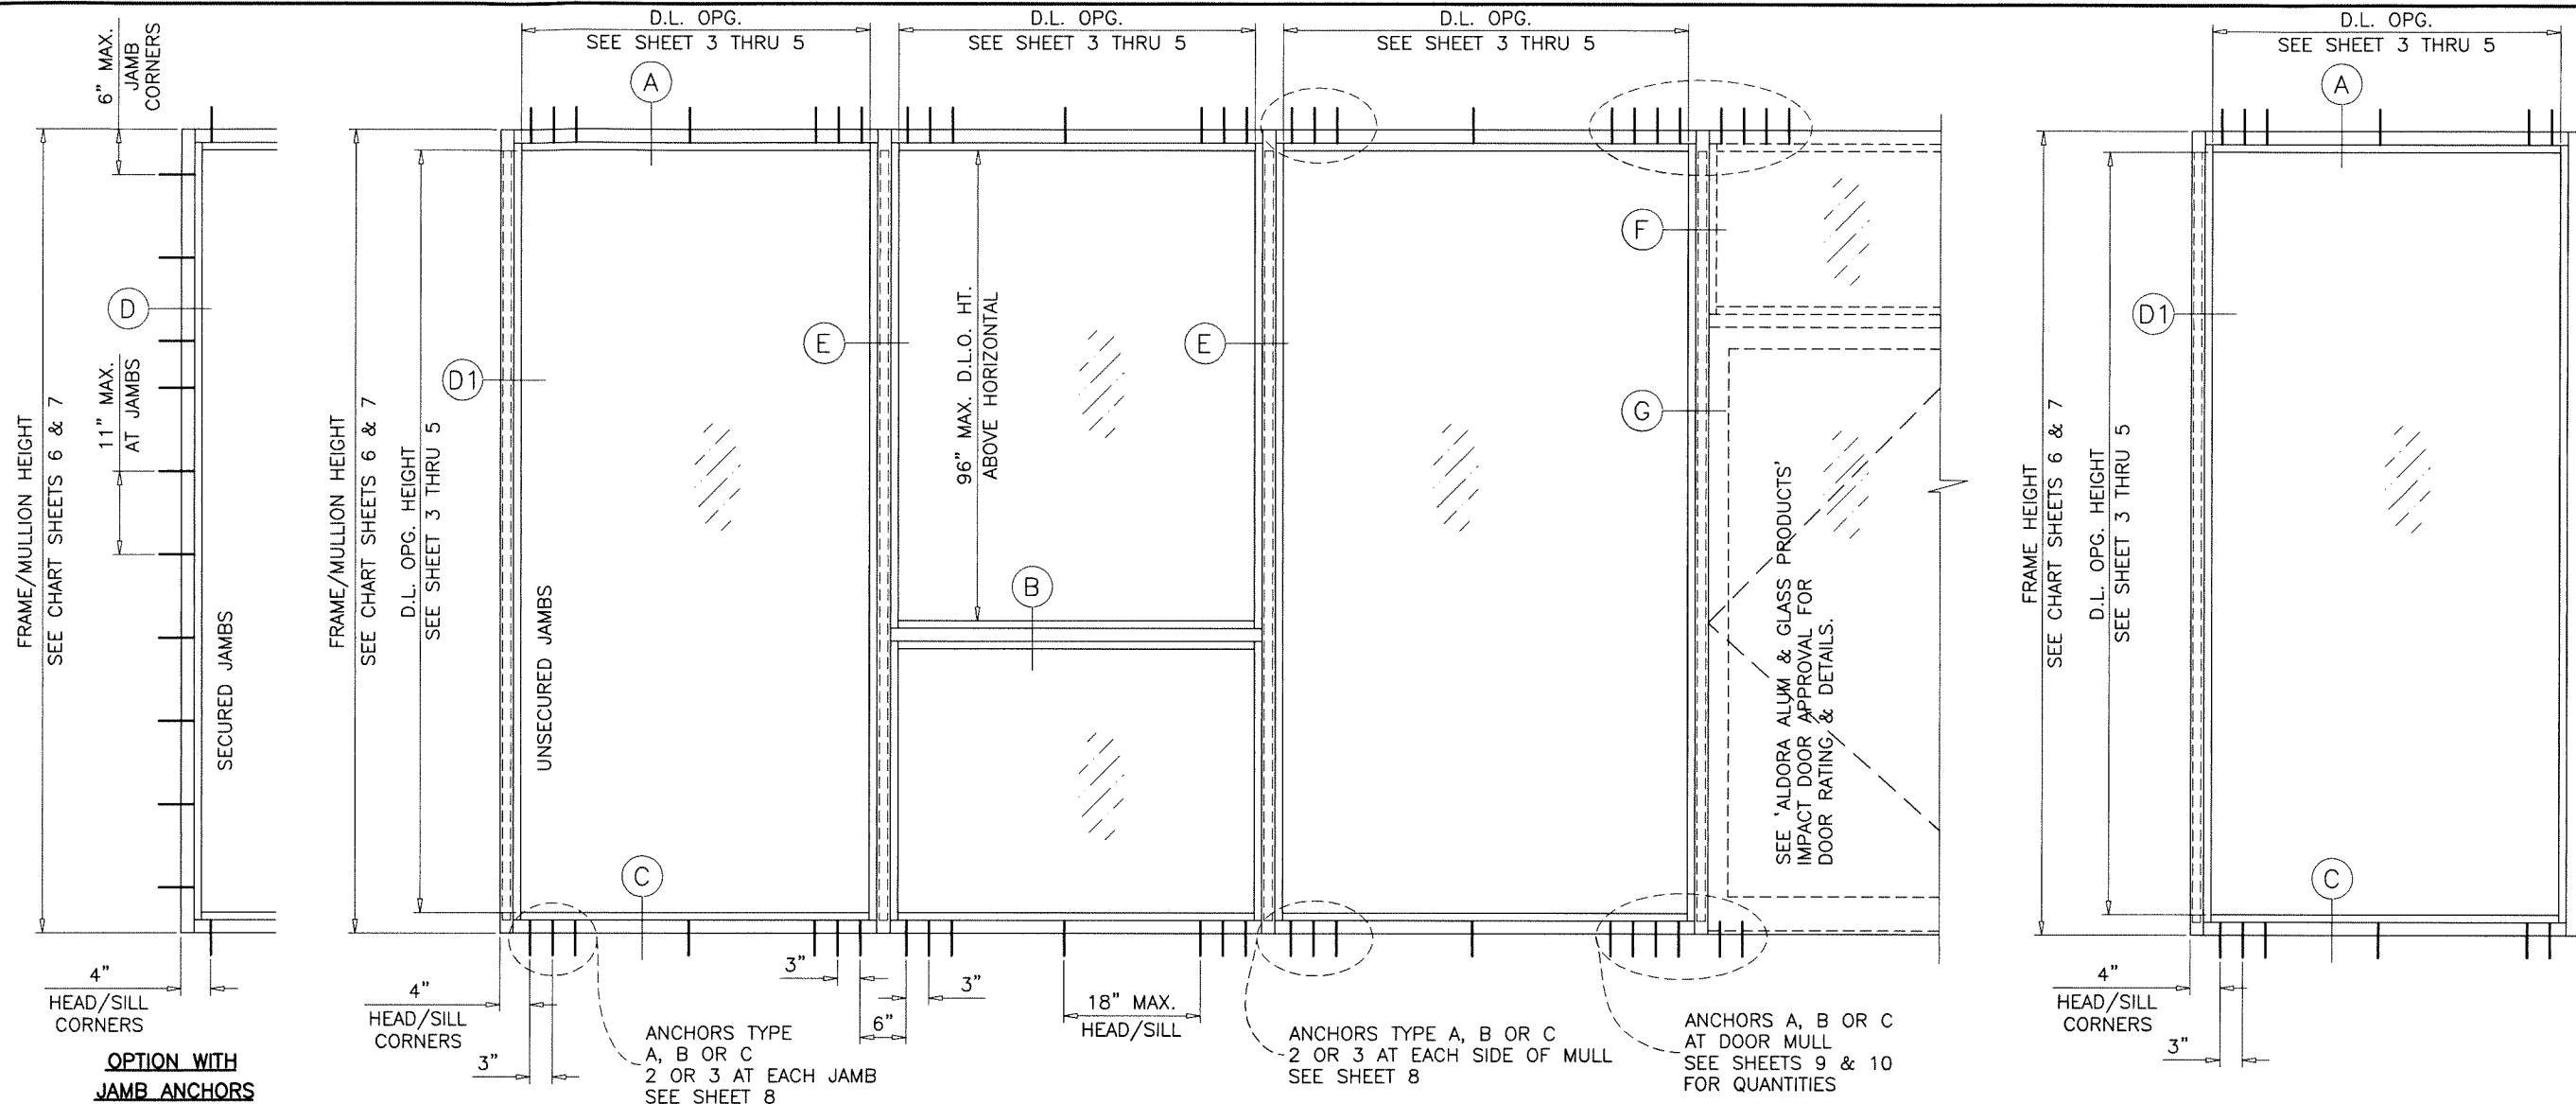 6" MAX.
JAMB
CORNERS
FRAME/MULLION HEIGHT
SEE CHART SHEETS 6 & 7
D
11" MAX.
AT JAMBS
SECURED JAMBS
4"
HEAD/SILL
CORNERS
OPTION WITH
JAMB ANCHORS
D.L. OPG.
SEE SHEET 3 THRU 5
A
FRAME/MULLION HEIGHT
SEE CHART SHEETS 6 & 7
D.L. OPG. HEIGHT
SEE SHEET 3 THRU 5
D1
UNSECURED JAMBS
C
4"
HEAD/SILL
CORNERS
3"
ANCHORS TYPE
A, B OR C
2 OR 3 AT EACH JAMB
SEE SHEET 8
3"
6"
D.L. OPG.
SEE SHEET 3 THRU 5
E
96" MAX. D.L.O. HT.
ABOVE HORIZONTAL
B
3"
18" MAX.
HEAD/SILL
D.L. OPG.
SEE SHEET 3 THRU 5
E
ANCHORS TYPE A, B OR C
2 OR 3 AT EACH SIDE OF MULL
SEE SHEET 8
F
G
SEE 'ALDORA ALUM & GLASS PRODUCTS'
IMPACT DOOR APPROVAL FOR
DOOR RATING & DETAILS.
ANCHORS A, B OR C
AT DOOR MULL
SEE SHEETS 9 & 10
FOR QUANTITIES
D.L. OPG.
SEE SHEET 3 THRU 5
A
FRAME HEIGHT
SEE CHART SHEETS 6 & 7
D.L. OPG. HEIGHT
SEE SHEET 3 THRU 5
D1
C
4"
HEAD/SILL
CORNERS
3"